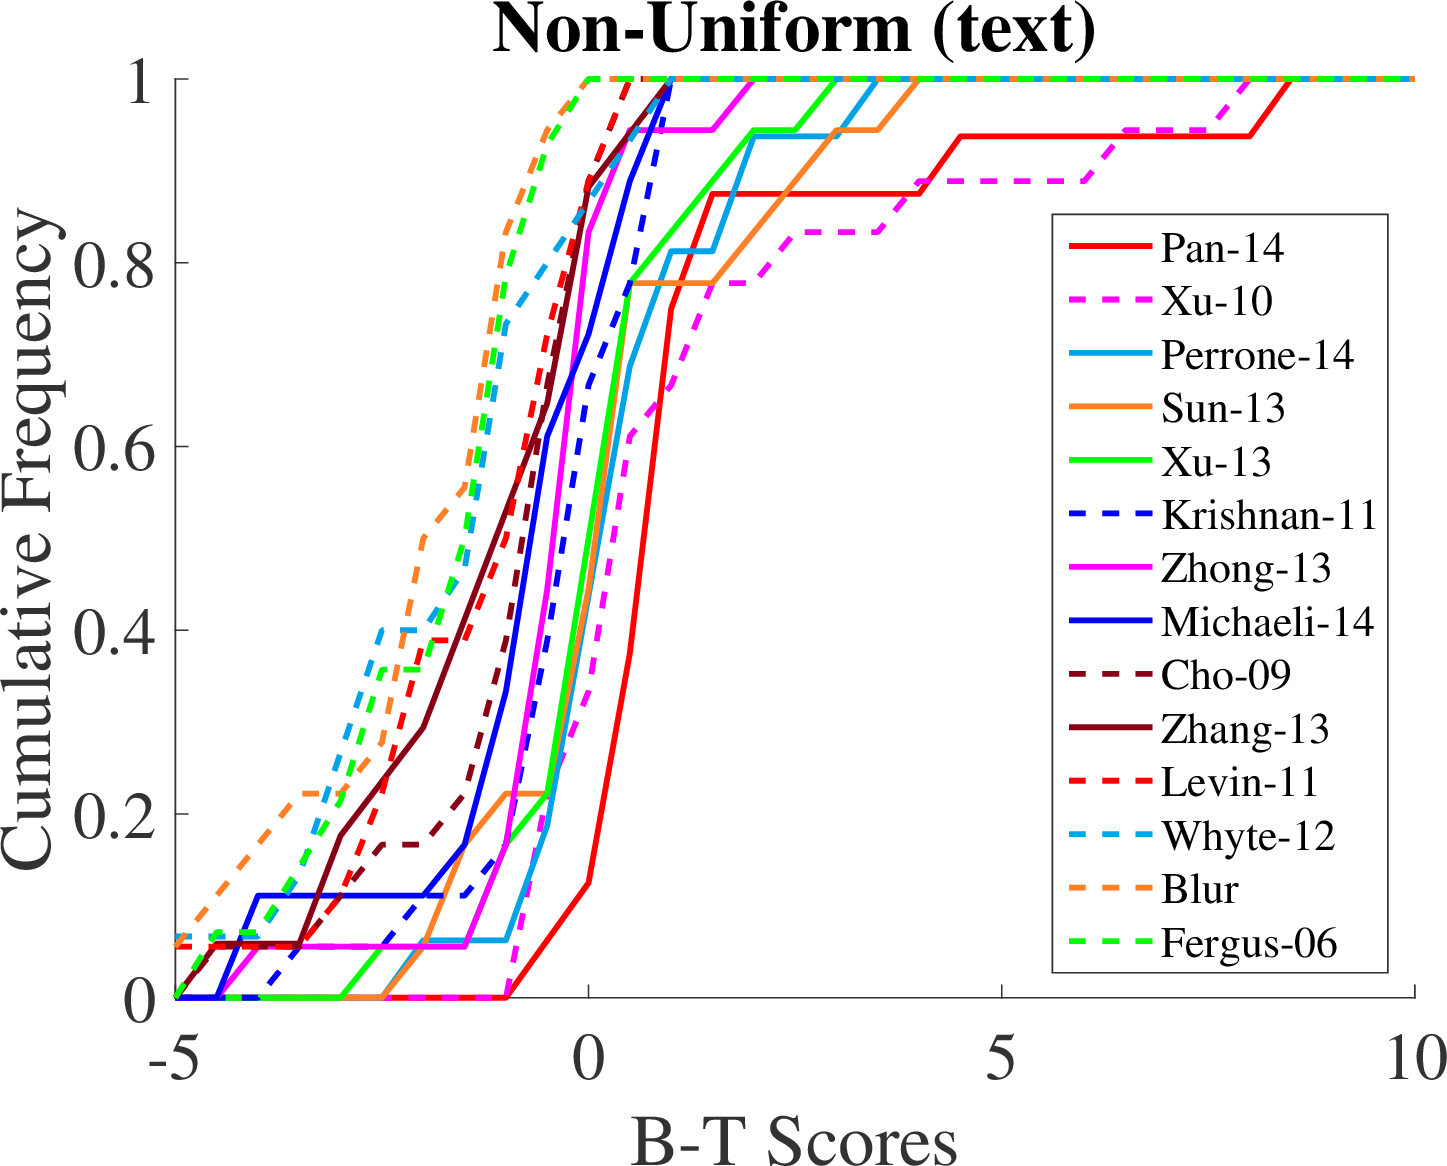 Non-Uniform (text)
Cumulative Frequency
1
0.8
0.6
0.4
0.2
0
-5
0
5
10
B-T Scores
Pan-14
Xu-10
Perrone-14
Sun-13
Xu-13
Krishnan-11
Zhong-13
Michaeli-14
Cho-09
Zhang-13
Levin-11
Whyte-12
Blur
Fergus-06